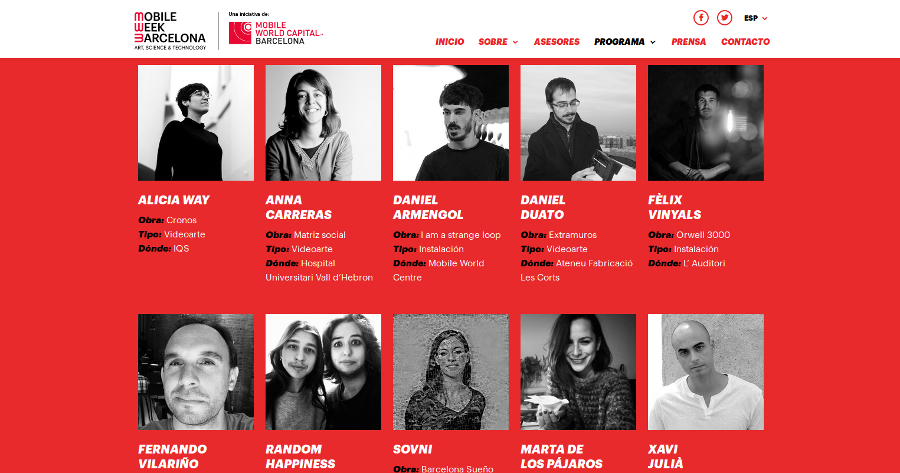 MOBILE
WEEK
BARCELONA
ART, SCIENCE & TECHNOLOGY
Una iniciativa de:
MOBILE
WORLD CAPITAL
BARCELONA
ESP
INICIO SOBRE ASESORES PROGRAMA PRENSA CONTACTO
ALICIA WAY
Obra: Cronos
Tipo: Videoarte
Dónde: IQS
ANNA
CARRERAS
Obra: Matriz social
Tipo: Videoarte
Dónde: Hospital
Universitari Vall d'Hebron
DANIEL
ARMENGOL
Obra: I am a strange loop
Tipo: Instalación
Dónde: Mobile World
Centre
DANIEL
DUATO
Obra: Extramuros
Tipo: Videoarte
Dónde: Ateneu Fabricació
Les Corts
FÈLIX
VINYALS
Obra: Orwell 3000
Tipo: Instalación
Dónde: L' Auditori
FERNANDO
VILARIÑO
RANDOM
HAPPINESS
SOVNI
Obra: Barcelona Sueño
MARTA DE
LOS PÁJAROS
XAVI
JULIÀ